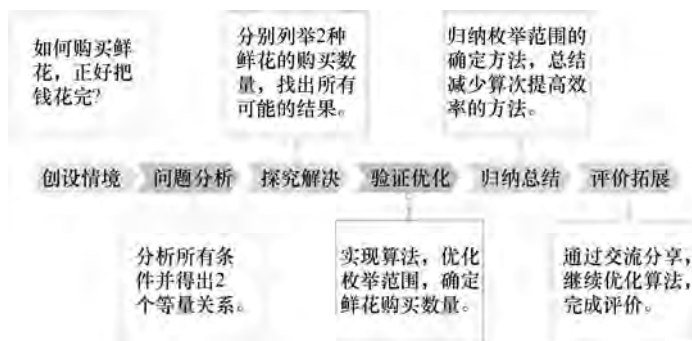 如何购买鲜
花，正好把
钱花完?
分别列举2种
鲜花的购买数
量，找出所有
可能的结果。
归纳枚举范围的
确定方法，总结
减少算次提高效
率的方法。
创设情境
问题分析
探究解决
验证优化
归纳总结
评价拓展
分析所有条
件并得出2
个等量关系。
实现算法，优化
枚举范围，确定
鲜花购买数量。
通过交流分享，
继续优化算法，
完成评价。